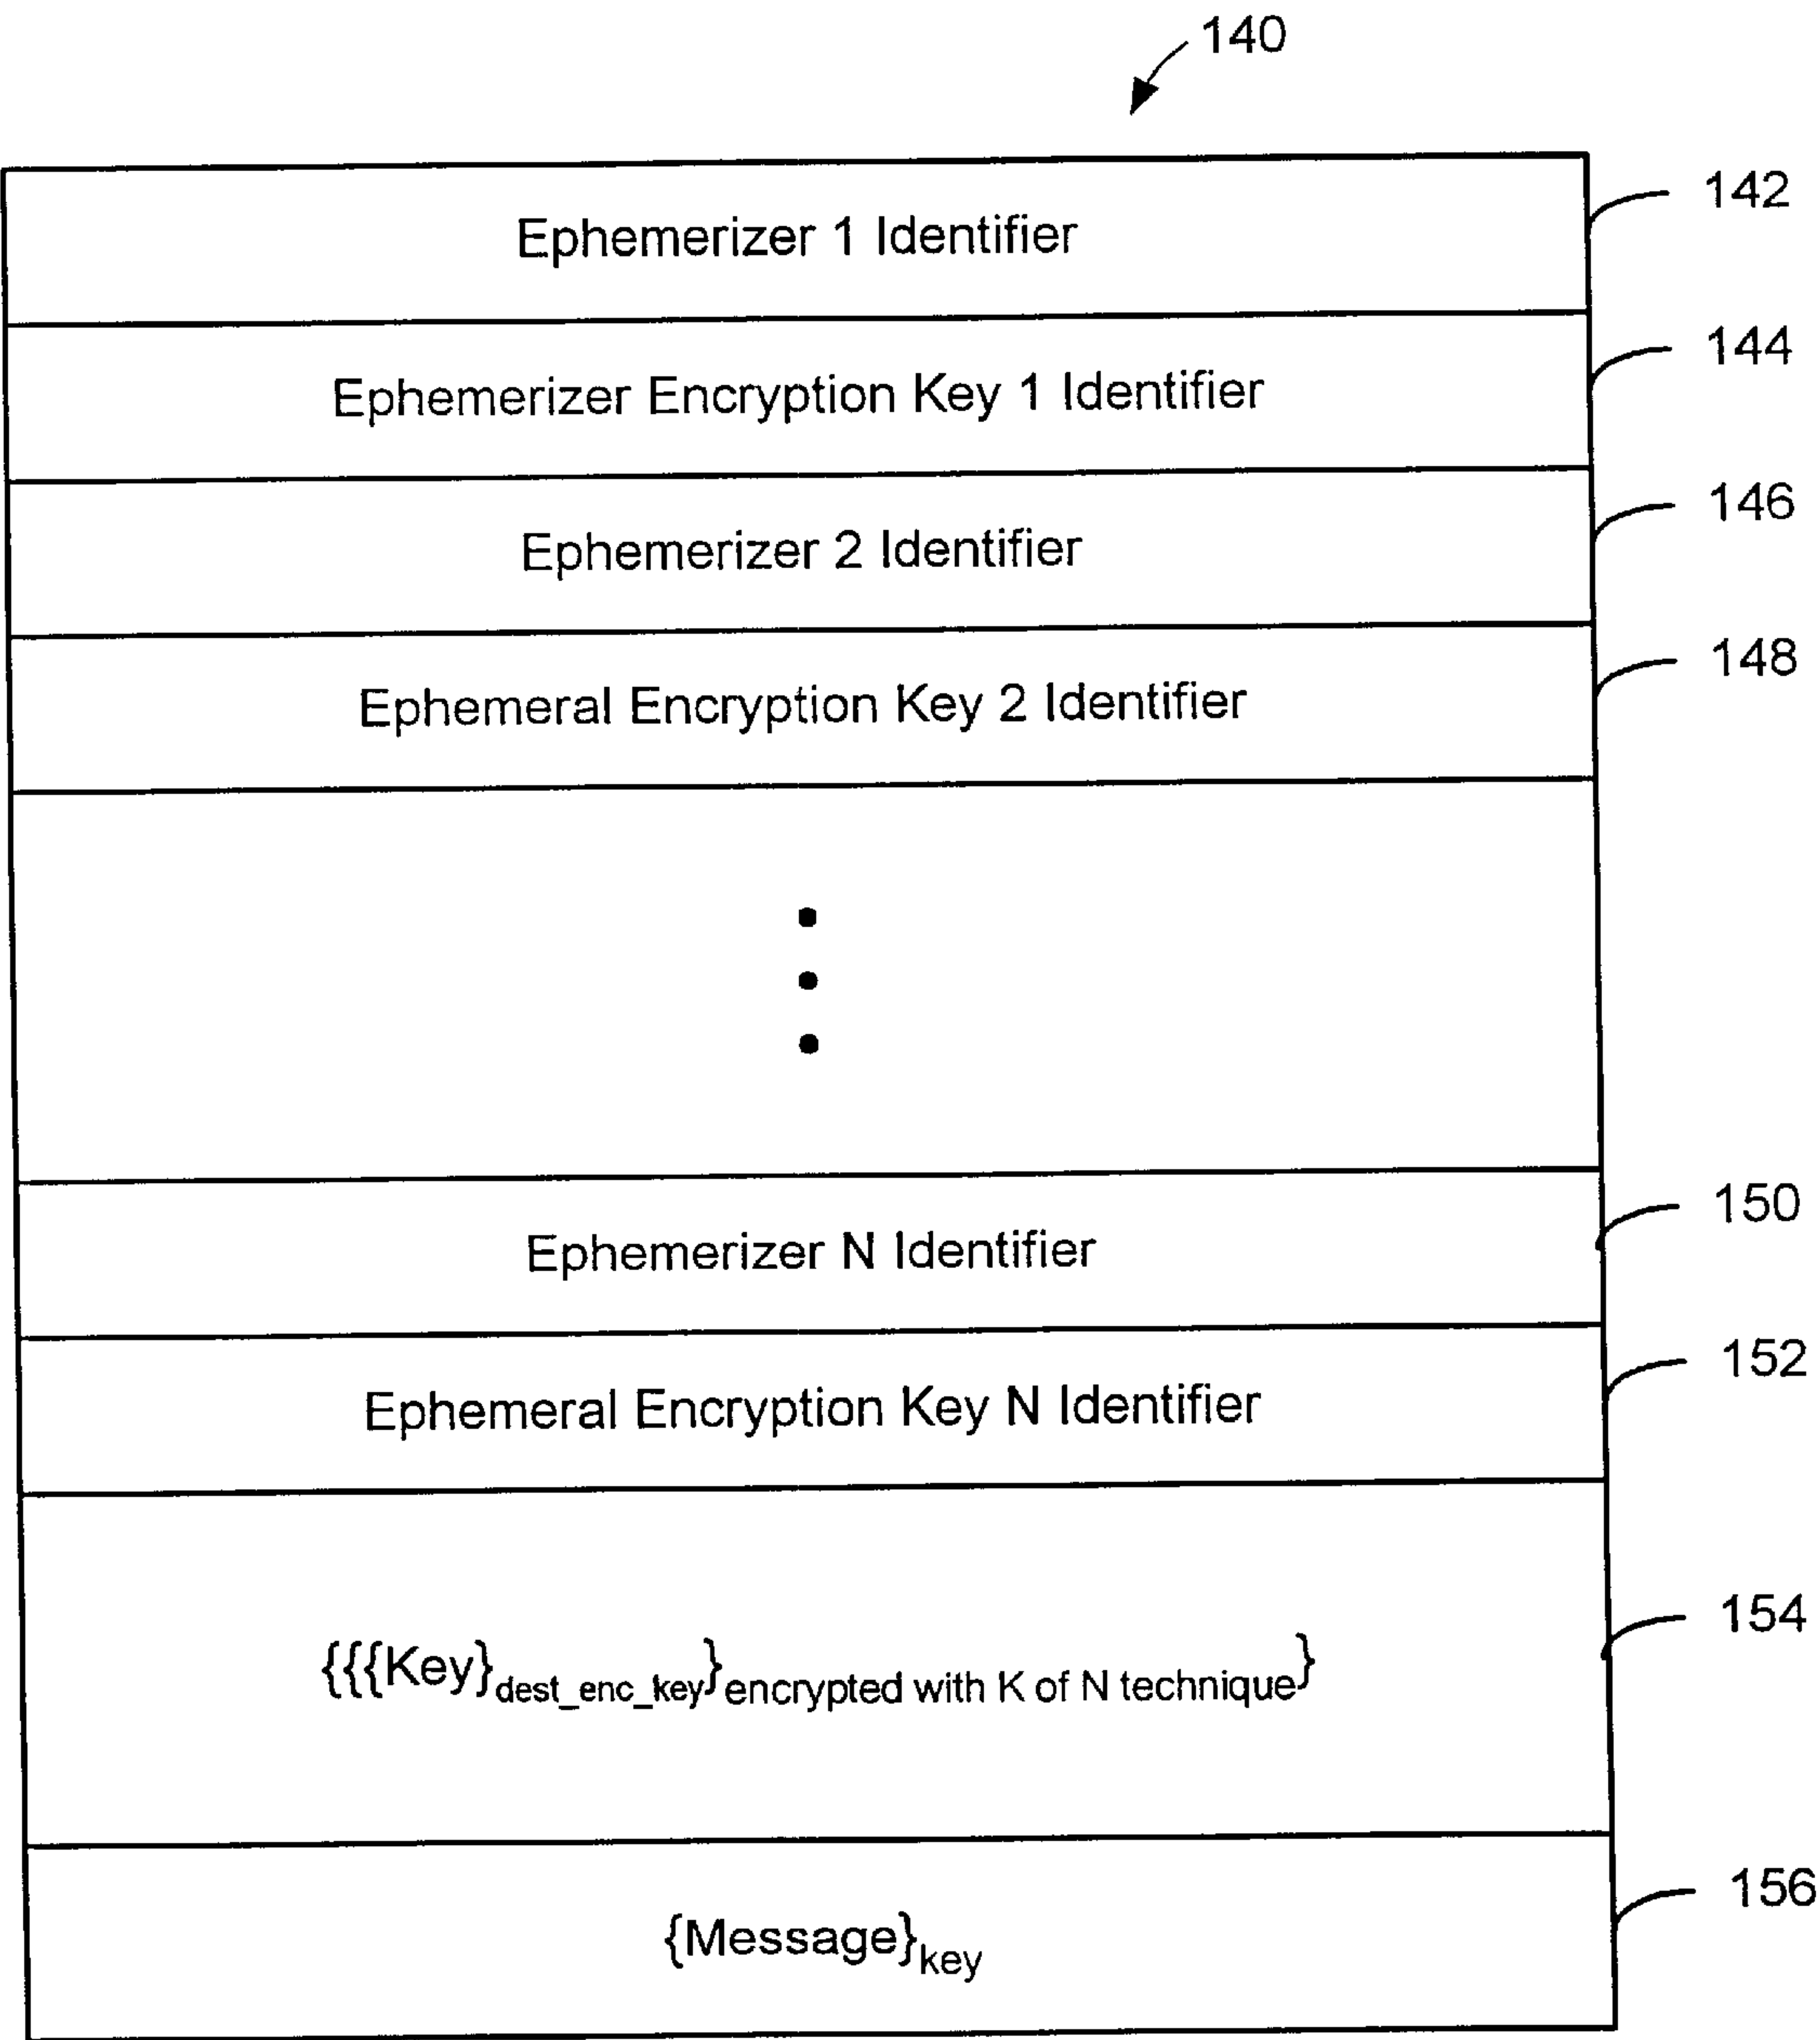 140
Ephemerizer 1 Identifier 142
Ephemerizer Encryption Key 1 Identifier 144
Ephemerizer 2 Identifier 146
Ephemeral Encryption Key 2 Identifier 148
Ephemerizer N Identifier 150
Ephemeral Encryption Key N Identifier 152
{{{Key}dest_enc_key}encrypted with K of N technique} 154
{Message}key 156